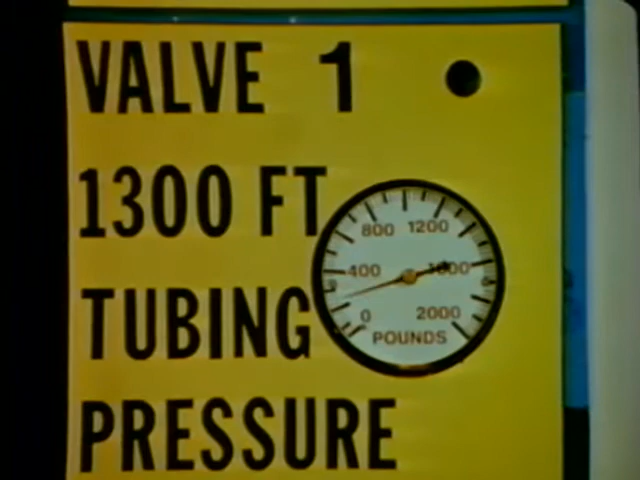 VALVE 1
1300 FT
TUBING
PRESSURE
800 1200
400 1600
0 2000
POUNDS